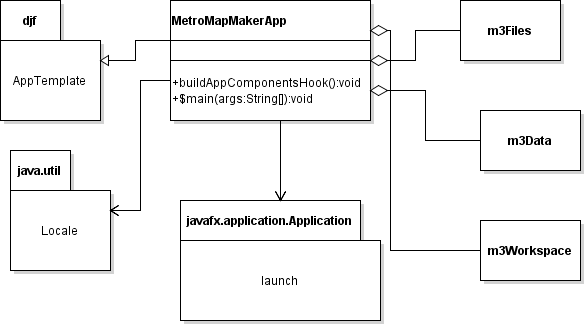 djf
AppTemplate
MetroMapMakerApp
+buildAppComponentsHook():void
+$main(args:String[]):void
m3Files
m3Data
java.util
Locale
javafx.application.Application
launch
m3Workspace